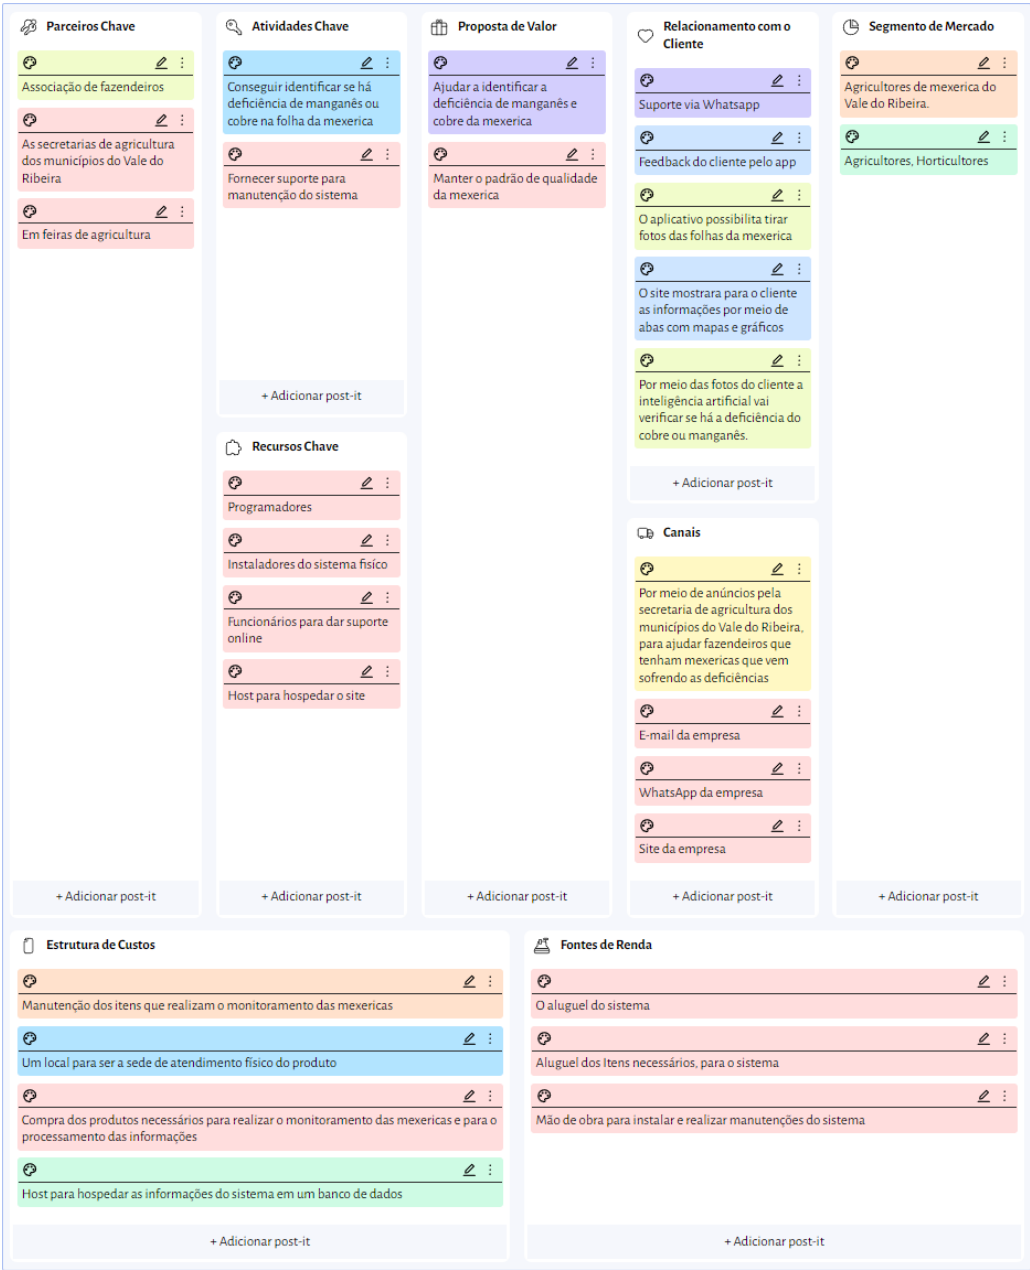 Parceiros Chave
Associação de fazendeiros
As secretarias de agricultura
dos municípios do Vale do
Ribeira
Em feiras de agricultura
+ Adicionar post-it
Atividades Chave
Conseguir identificar se há
deficiência de manganês ou
cobre na folha da mexerica
Fornecer suporte para
manutenção do sistema
+ Adicionar post-it
Recursos Chave
Programadores
Instaladores do sistema fisíco
Funcionários para dar suporte
online
Host para hospedar o site
+ Adicionar post-it
Proposta de Valor
Ajudar a identificar a
deficiência de manganês e
cobre da mexerica
Manter o padrão de qualidade
da mexerica
+ Adicionar post-it
Relacionamento com o
Cliente
Suporte via Whatsapp
Feedback do cliente pelo app
O aplicativo possibilita tirar
fotos das folhas da mexerica
O site mostrara para o cliente
as informações por meio de
abas com mapas e gráficos
Por meio das fotos do cliente a
inteligência artificial vai
verificar se há a deficiência do
cobre ou manganês.
+ Adicionar post-it
Canais
Por meio de anúncios pela
secretaria de agricultura dos
municípios do Vale do Ribeira,
para ajudar fazendeiros que
tenham mexericas que vem
sofrendo as deficiências
E-mail da empresa
WhatsApp da empresa
Site da empresa
+ Adicionar post-it
Segmento de Mercado
Agricultores de mexerica do
Vale do Ribeira.
Agricultores, Horticultores
+ Adicionar post-it
Estrutura de Custos
Manutenção dos itens que realizam o monitoramento das mexericas
Um local para ser a sede de atendimento físico do produto
Compra dos produtos necessários para realizar o monitoramento das mexericas e para o
processamento das informações
Host para hospedar as informações do sistema em um banco de dados
+ Adicionar post-it
Fontes de Renda
O aluguel do sistema
Aluguel dos Itens necessários, para o sistema
Mão de obra para instalar e realizar manutenções do sistema
+ Adicionar post-it